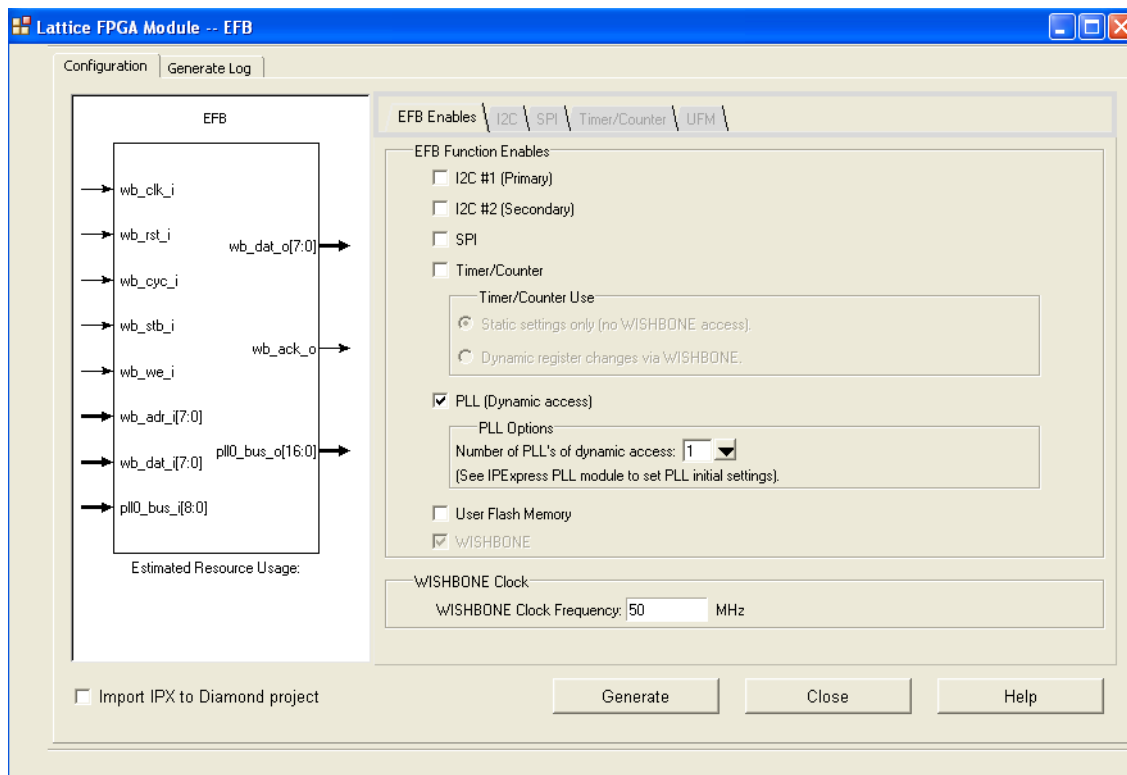 Lattice FPGA Module -- EFB
Configuration
Generate Log
EFB
wb_clk_i
wb_rst_i
wb_dat_o[7:0]
wb_cyc_i
wb_stb_i
wb_ack_o
wb_we_i
wb_adr_i[7:0]
pll0_bus_o[16:0]
wb_dat_i[7:0]
pll0_bus_i[8:0]
Estimated Resource Usage:
EFB Enables
I2C
SPI
Timer/Counter
UFM
EFB Function Enables
I2C #1 (Primary)
I2C #2 (Secondary)
SPI
Timer/Counter
Timer/Counter Use
Static settings only (no WISHBONE access).
Dynamic register changes via WISHBONE.
PLL (Dynamic access)
PLL Options
Number of PLL's of dynamic access: 1
(See IPExpress PLL module to set PLL initial settings).
User Flash Memory
WISHBONE
WISHBONE Clock
WISHBONE Clock Frequency: 50 MHz
Import IPX to Diamond project
Generate
Close
Help